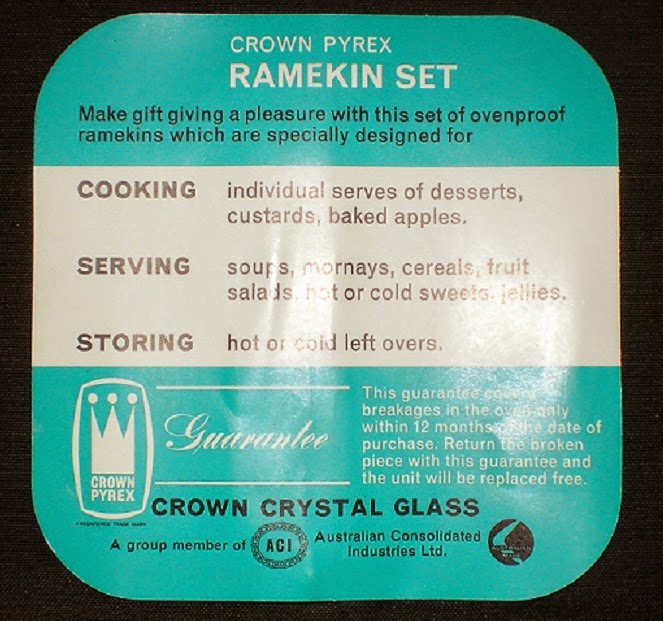 CROWN PYREX
RAMEKIN SET
Make gift giving a pleasure with this set of ovenproof
ramekins which are specially designed for
COOKING individual serves of desserts,
custards, baked apples.
SERVING soups, mornays, cereals, fruit
salads, hot or cold sweets, jellies.
STORING hot or cold left overs.
CROWN
PYREX
® REGISTERED TRADE MARK
Guarantee
This guarantee covers
breakages in the oven only
within 12 months of the date of
purchase. Return the broken
piece with this guarantee and
the unit will be replaced free.
CROWN CRYSTAL GLASS
A group member of ACI Australian Consolidated
Industries Ltd.